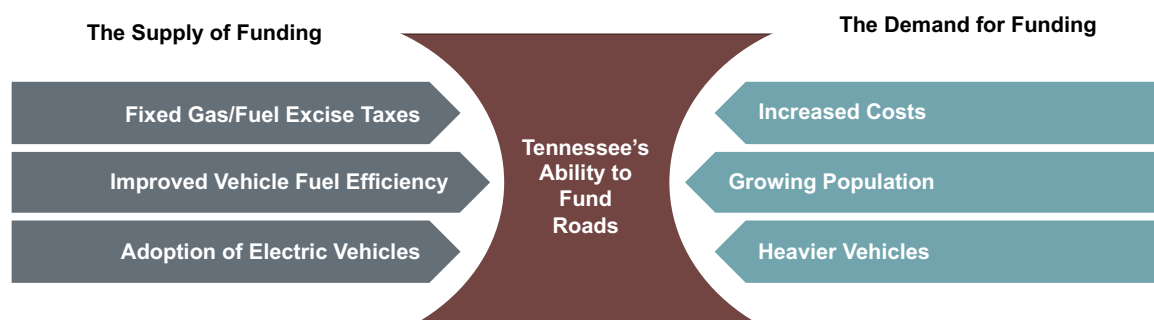 The Supply of Funding
The Demand for Funding
Fixed Gas/Fuel Excise Taxes
Improved Vehicle Fuel Efficiency
Adoption of Electric Vehicles
Tennessee’s
Ability to
Fund
Roads
Increased Costs
Growing Population
Heavier Vehicles